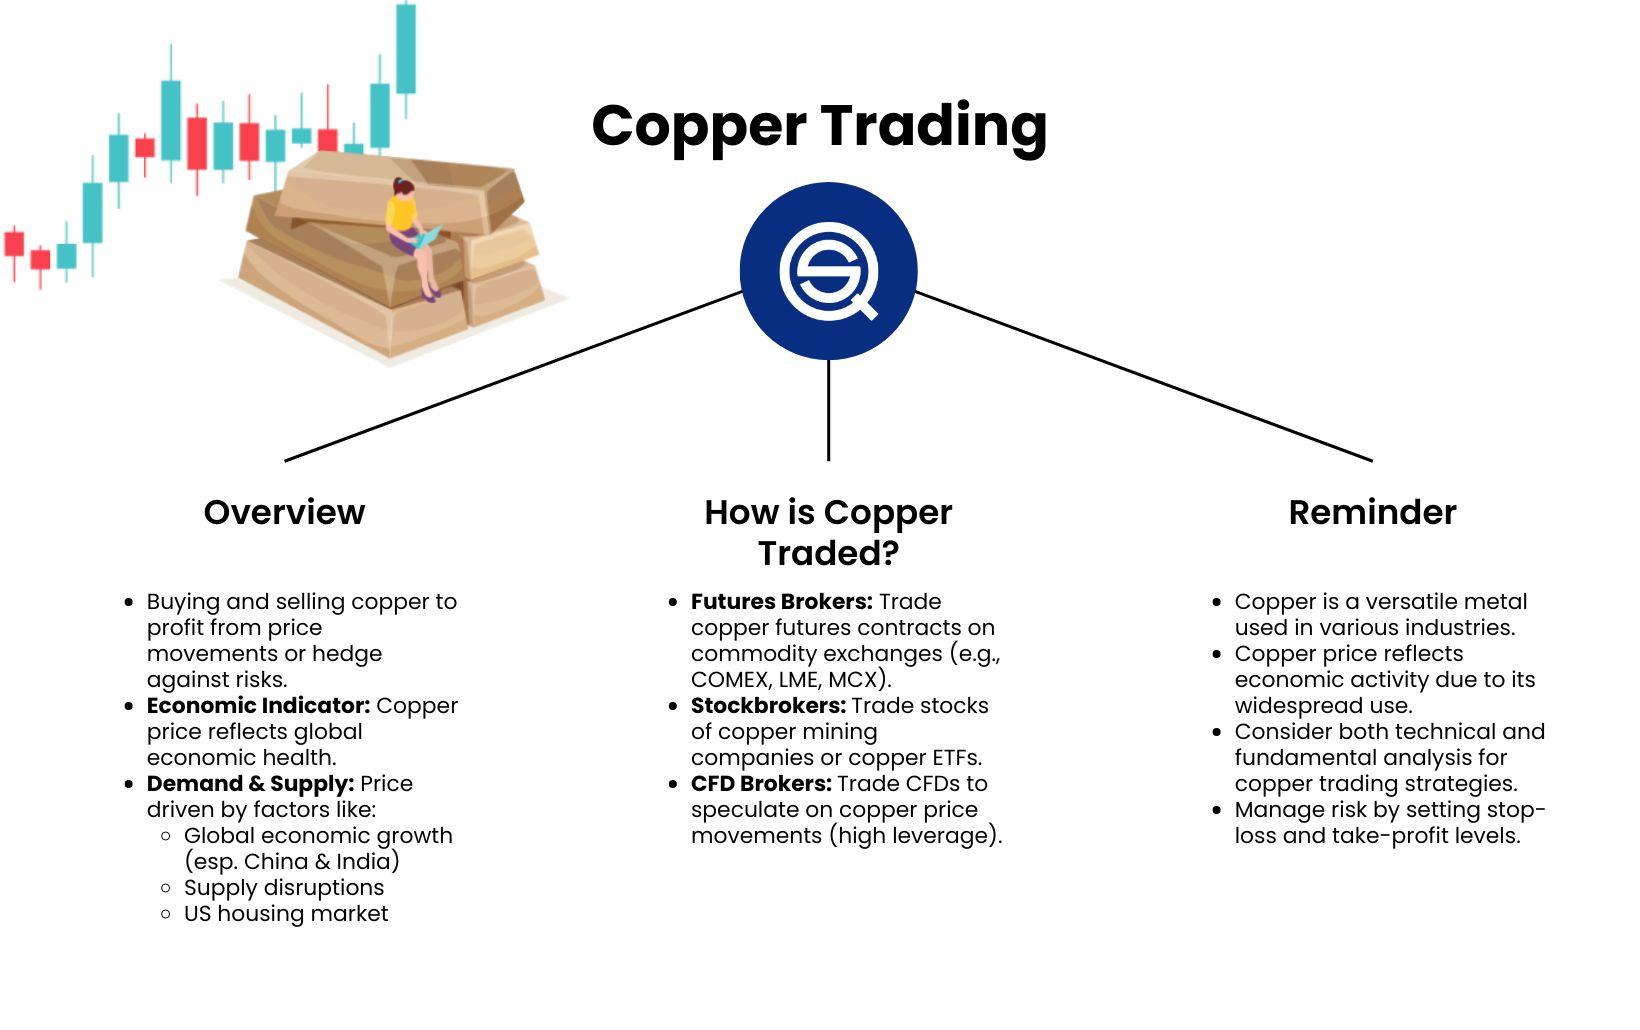 Copper Trading
Overview
• Buying and selling copper to
profit from price
movements or hedge
against risks.
• Economic Indicator: Copper
price reflects global
economic health.
• Demand & Supply: Price
driven by factors like:
○ Global economic growth
(esp. China & India)
○ Supply disruptions
○ US housing market
How is Copper
Traded?
• Futures Brokers: Trade
copper futures contracts on
commodity exchanges (e.g.,
COMEX, LME, MCX).
• Stockbrokers: Trade stocks
of copper mining
companies or copper ETFs.
• CFD Brokers: Trade CFDs to
speculate on copper price
movements (high leverage).
Reminder
• Copper is a versatile metal
used in various industries.
• Copper price reflects
economic activity due to its
widespread use.
• Consider both technical and
fundamental analysis for
copper trading strategies.
• Manage risk by setting stop-
loss and take-profit levels.